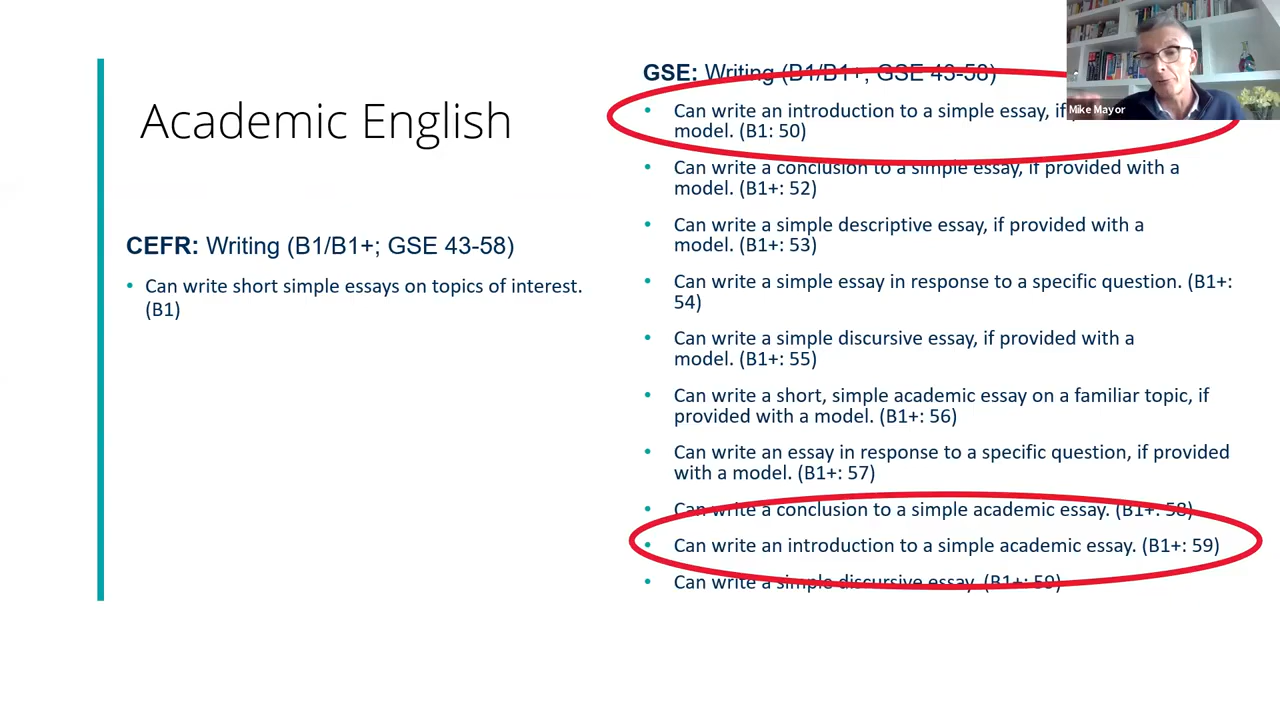 Academic English
CEFR: Writing (B1/B1+; GSE 43-58)
• Can write short simple essays on topics of interest.
(B1)
GSE: Writing (B1/B1+; GSE 43-58)
• Can write an introduction to a simple essay, if
model. (B1: 50)
• Can write a conclusion to a simple essay, if provided with a
model. (B1+: 52)
• Can write a simple descriptive essay, if provided with a
model. (B1+: 53)
• Can write a simple essay in response to a specific question. (B1+:
54)
• Can write a simple discursive essay, if provided with a
model. (B1+: 55)
• Can write a short, simple academic essay on a familiar topic, if
provided with a model. (B1+: 56)
• Can write an essay in response to a specific question, if provided
with a model. (B1+: 57)
• Can write a conclusion to a simple academic essay. (B1+: 58)
• Can write an introduction to a simple academic essay. (B1+: 59)
• Can write a simple discursive essay. (B1+: 59)
Mike Mayor